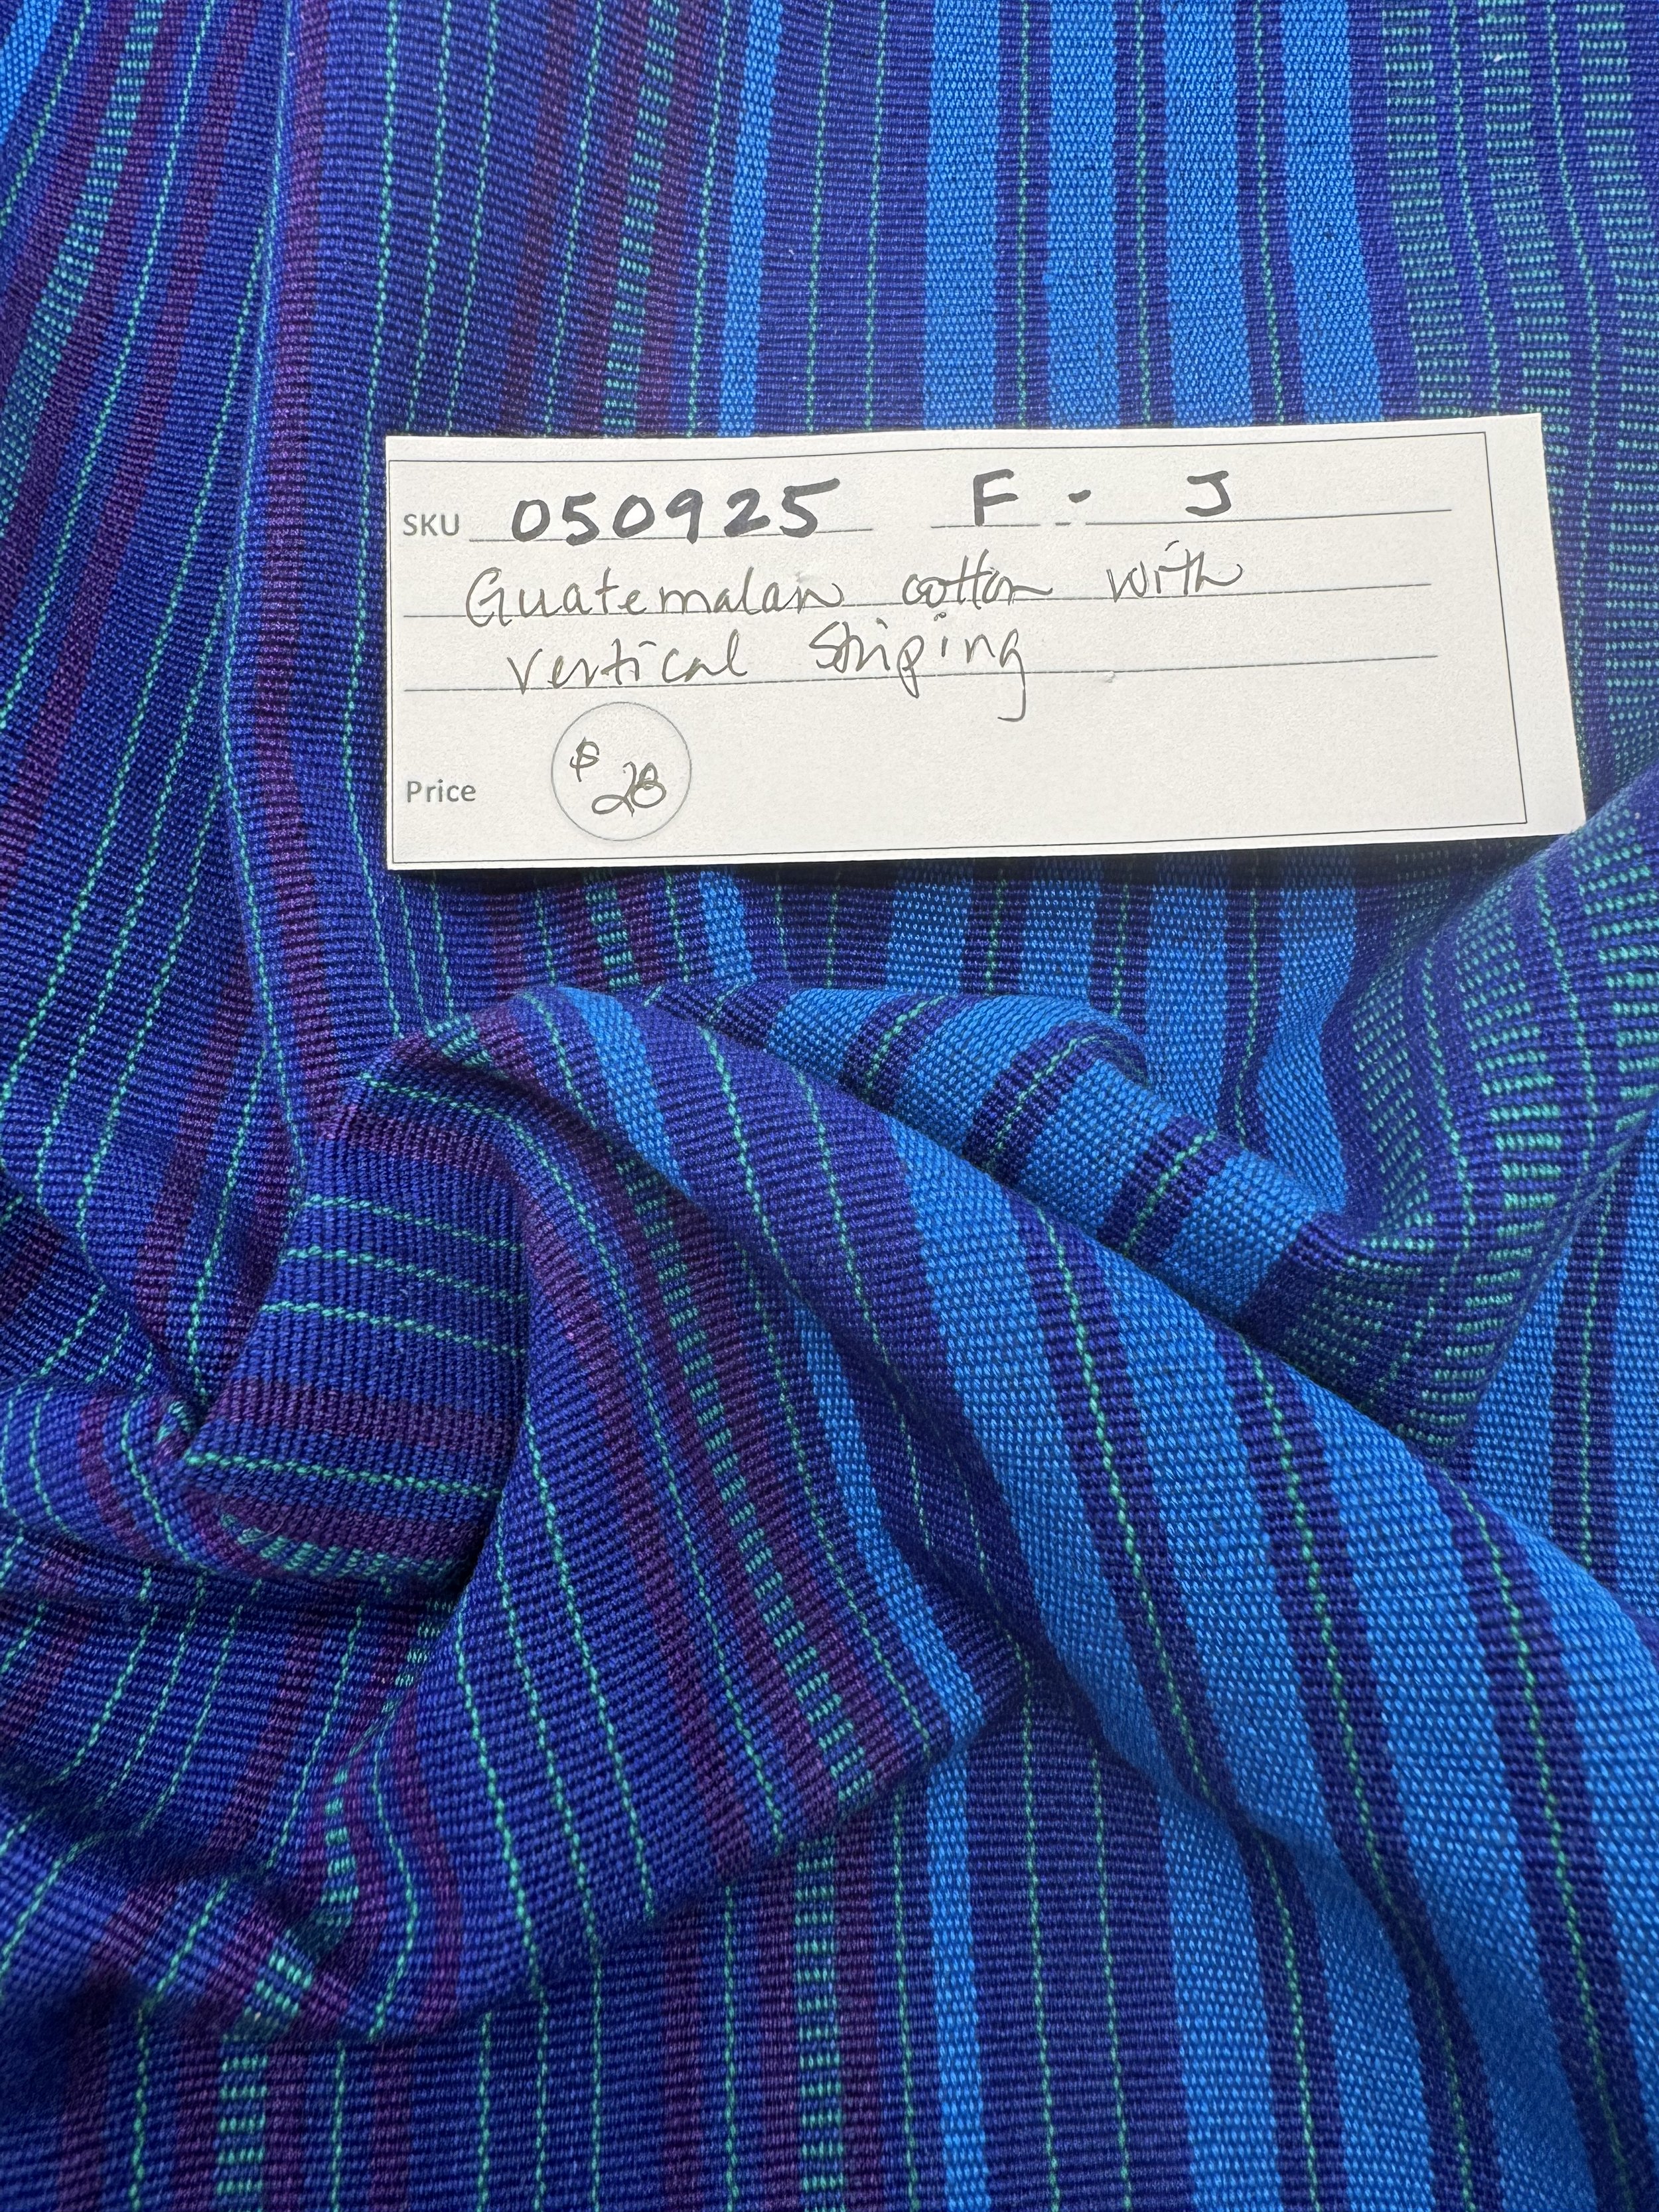 SKU 050925 F - J
Guatemalan cotton with
vertical Striping
Price $28